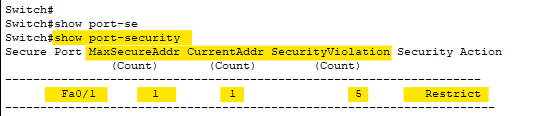 Switch#
Switch#show port-se
Switch#show port-security
Secure Port MaxSecureAddr CurrentAddr SecurityViolation Security Action
(Count) (Count) (Count)
--------------------------------------------------------------------
Fa0/1 1 1 5 Restrict
----------------------------------------------------------------------